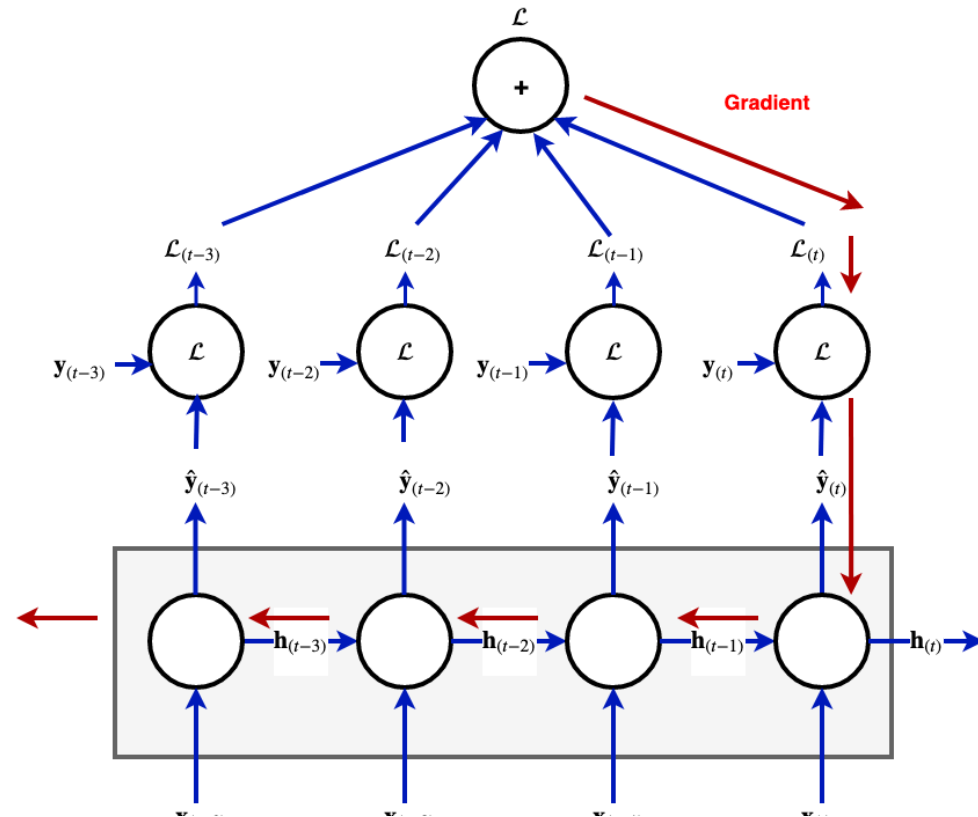 ℒ
+
Gradient
ℒ(t−3) ℒ(t−2) ℒ(t−1) ℒ(t)
y(t−3) ℒ y(t−2) ℒ y(t−1) ℒ y(t) ℒ
ŷ(t−3) ŷ(t−2) ŷ(t−1) ŷ(t)
h(t−3) h(t−2) h(t−1) h(t)